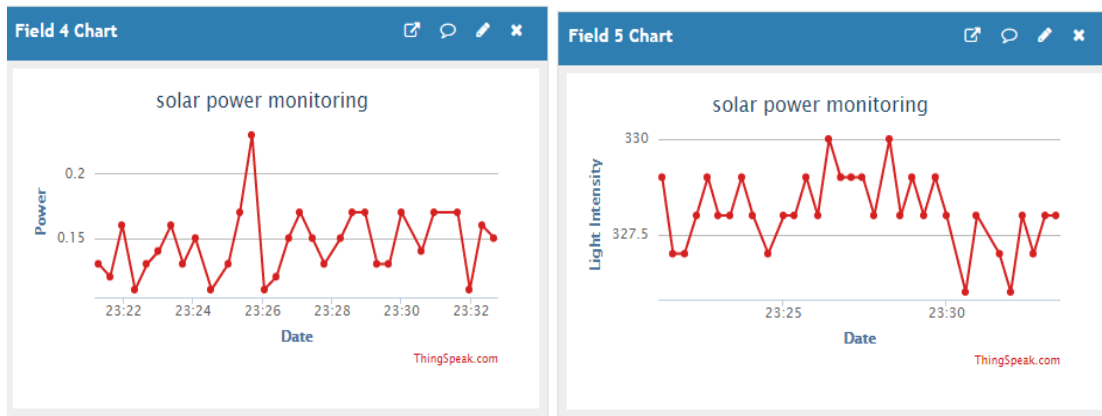 Field 4 Chart
solar power monitoring
Power
0.2
0.15
23:22 23:24 23:26 23:28 23:30 23:32
Date
ThingSpeak.com
Field 5 Chart
solar power monitoring
Light Intensity
330
327.5
23:25 23:30
Date
ThingSpeak.com